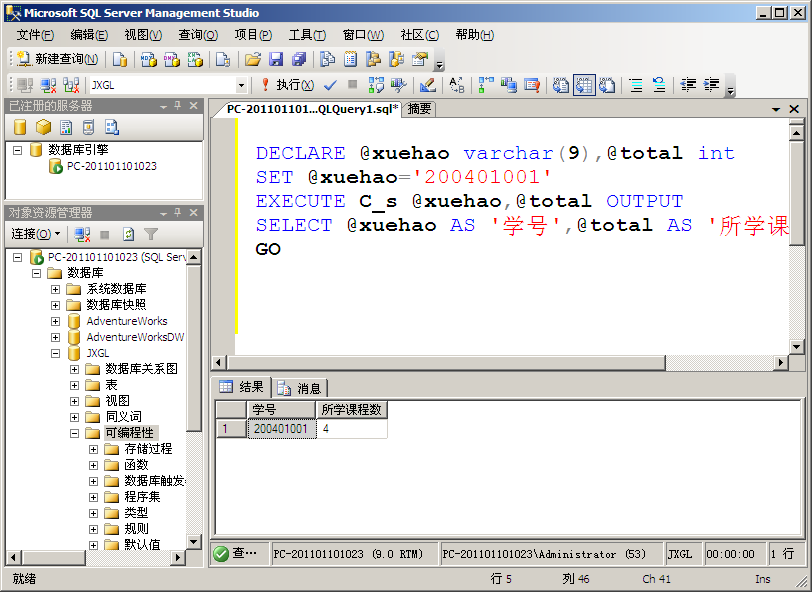 Microsoft SQL Server Management Studio
文件(F) 编辑(E) 视图(V) 查询(Q) 项目(P) 工具(T) 窗口(W) 社区(C) 帮助(H)
新建查询(N)
JXGL 执行(X)
已注册的服务器
数据库引擎
PC-201101101023
对象资源管理器
连接(O)
PC-201101101023 (SQL Serv
数据库
系统数据库
数据库快照
AdventureWorks
AdventureWorksDW
JXGL
数据库关系图
表
视图
同义词
可编程性
存储过程
函数
数据库触发
程序集
类型
规则
默认值
PC-201101101...QLQuery1.sql* 摘要
DECLARE @xuehao varchar(9),@total int
SET @xuehao='200401001'
EXECUTE C_s @xuehao,@total OUTPUT
SELECT @xuehao AS '学号',@total AS '所学课
GO
结果 消息
学号 所学课程数
1 200401001 4
查... PC-201101101023 (9.0 RTM) PC-201101101023\Administrator (53) JXGL 00:00:00 1 行
就绪 行 5 列 46 Ch 41 Ins